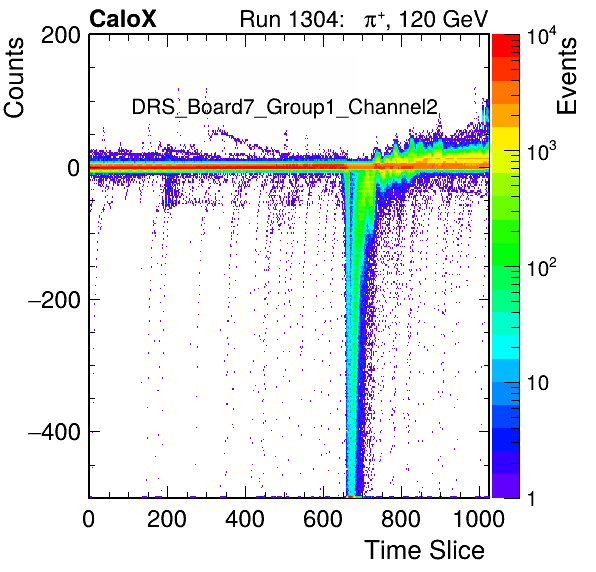 CaloX Run 1304: π⁺, 120 GeV
DRS_Board7_Group1_Channel2
Counts
200
0
−200
−400
0 200 400 600 800 1000
Time Slice
Events
10⁴
10³
10²
10
1